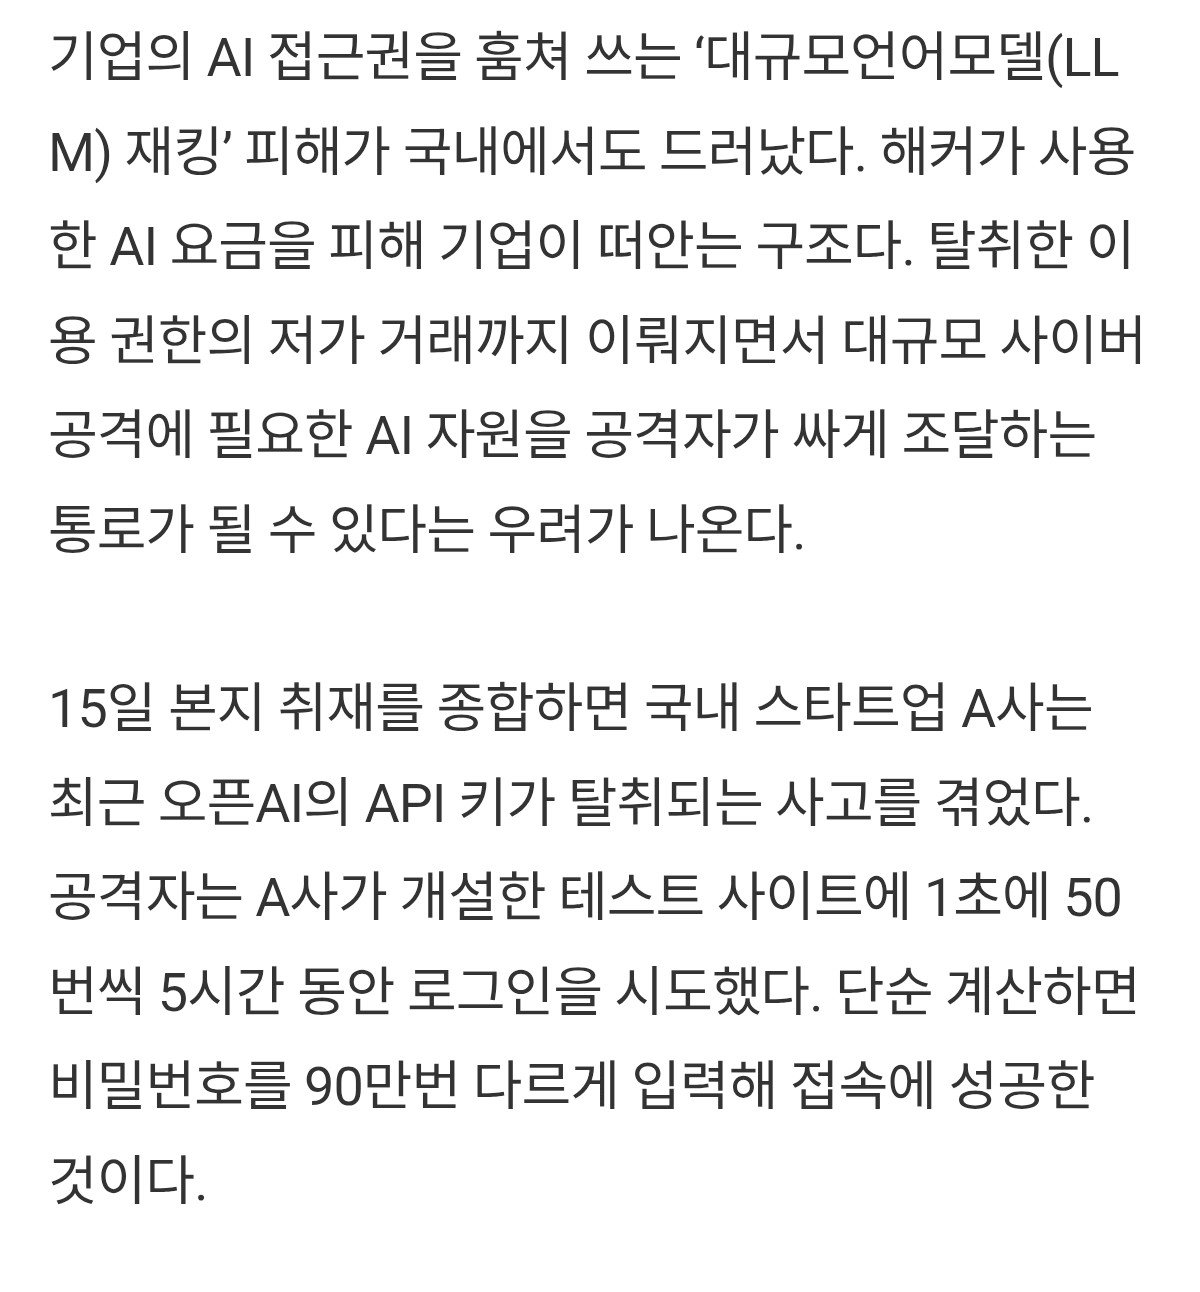 기업의 AI 접근권을 훔쳐 쓰는 ‘대규모언어모델(LL
M) 재킹’ 피해가 국내에서도 드러났다. 해커가 사용
한 AI 요금을 피해 기업이 떠안는 구조다. 탈취한 이
용 권한의 저가 거래까지 이뤄지면서 대규모 사이버
공격에 필요한 AI 자원을 공격자가 싸게 조달하는
통로가 될 수 있다는 우려가 나온다.
15일 본지 취재를 종합하면 국내 스타트업 A사는
최근 오픈AI의 API 키가 탈취되는 사고를 겪었다.
공격자는 A사가 개설한 테스트 사이트에 1초에 50
번씩 5시간 동안 로그인을 시도했다. 단순 계산하면
비밀번호를 90만번 다르게 입력해 접속에 성공한
것이다.